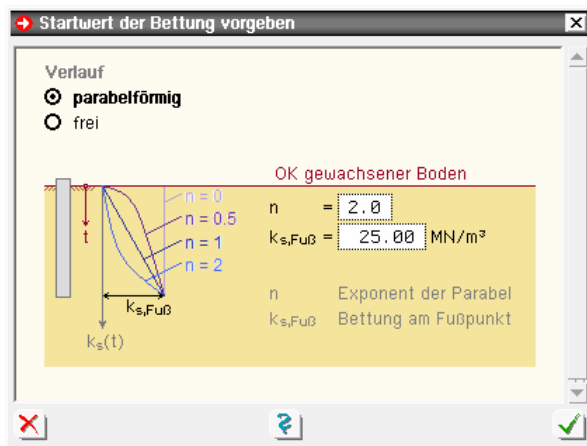 Startwert der Bettung vorgeben
Verlauf
parabelförmig
frei
OK gewachsener Boden
t
n = 0
n = 0.5
n = 1
n = 2
ks,Fuß
ks(t)
n = 2.0
ks,Fuß = 25.00 MN/m³
n Exponent der Parabel
ks,Fuß Bettung am Fußpunkt